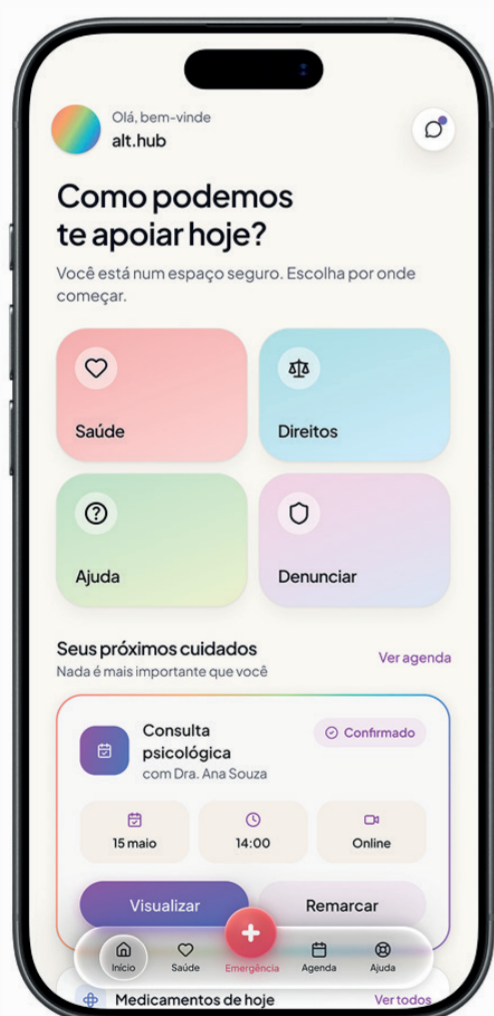 Olá, bem-vinde
alt.hub
Como podemos
te apoiar hoje?
Você está num espaço seguro. Escolha por onde
começar.
Saúde
Direitos
Ajuda
Denunciar
Seus próximos cuidados
Nada é mais importante que você
Ver agenda
Consulta
psicológica
com Dra. Ana Souza
Confirmado
15 maio
14:00
Online
Visualizar
Remarcar
Início
Saúde
Emergência
Agenda
Ajuda
Medicamentos de hoje
Ver todos